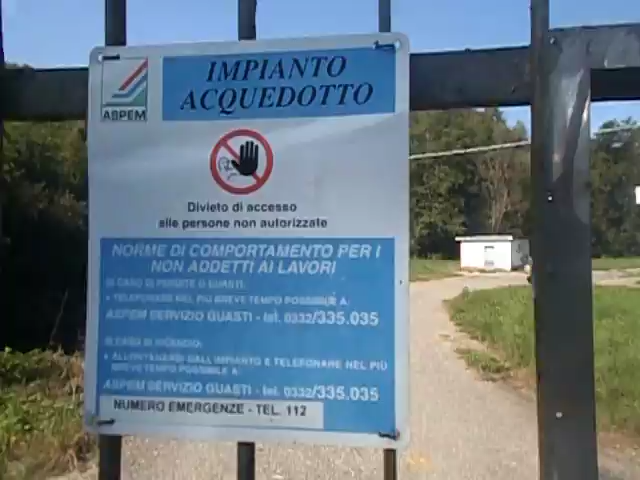 IMPIANTO
ACQUEDOTTO
ASPEM
Divieto di accesso
alle persone non autorizzate
NORME DI COMPORTAMENTO PER I
NON ADDETTI AI LAVORI
IN CASO DI PERDITE O GUASTI:
• TELEFONARE NEL PIÙ BREVE TEMPO POSSIBILE A:
ASPEM SERVIZIO GUASTI - tel. 0332/335.035
IN CASO DI INCENDIO:
• ALLONTANARSI DALL'IMPIANTO E TELEFONARE NEL PIÙ
BREVE TEMPO POSSIBILE A:
ASPEM SERVIZIO GUASTI - tel. 0332/335.035
NUMERO EMERGENZE - TEL. 112